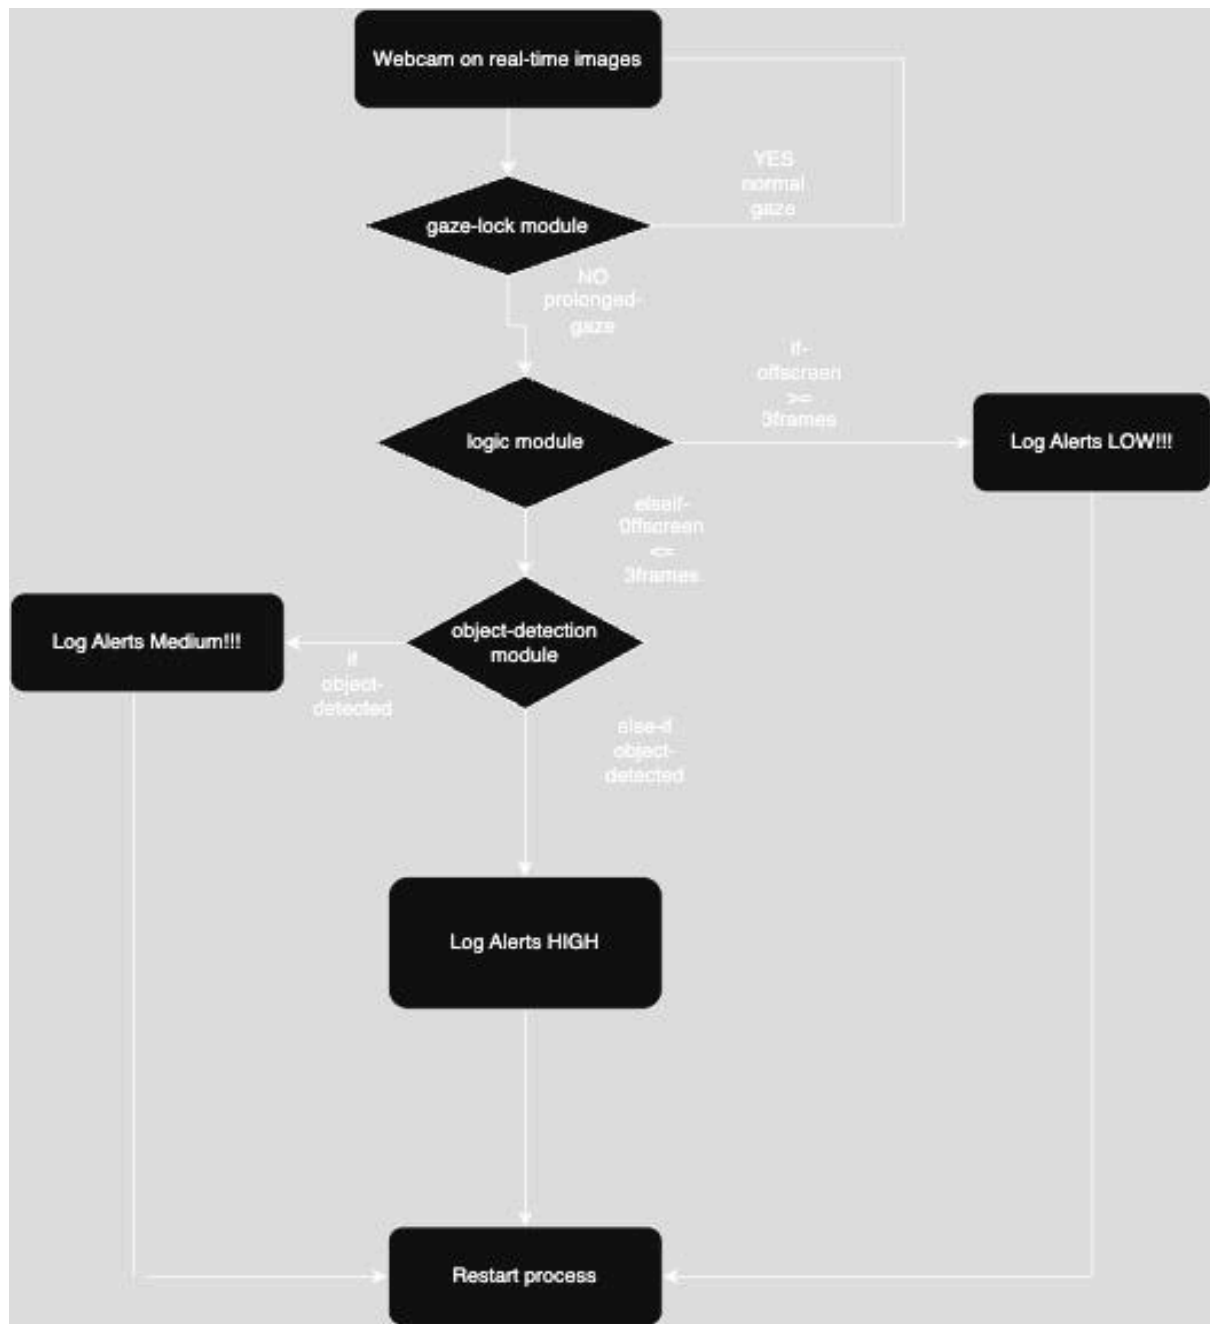 Webcam on real-time images
YES
normal
gaze
gaze-lock module
NO
prolonged-
gaze
if-
offscreen
>=
3frames
logic module
Log Alerts LOW!!!
elseif-
Offscreen
<=
3frames
object-detection
module
Log Alerts Medium!!!
if
object-
detected
else-if
object-
detected
Log Alerts HIGH
Restart process